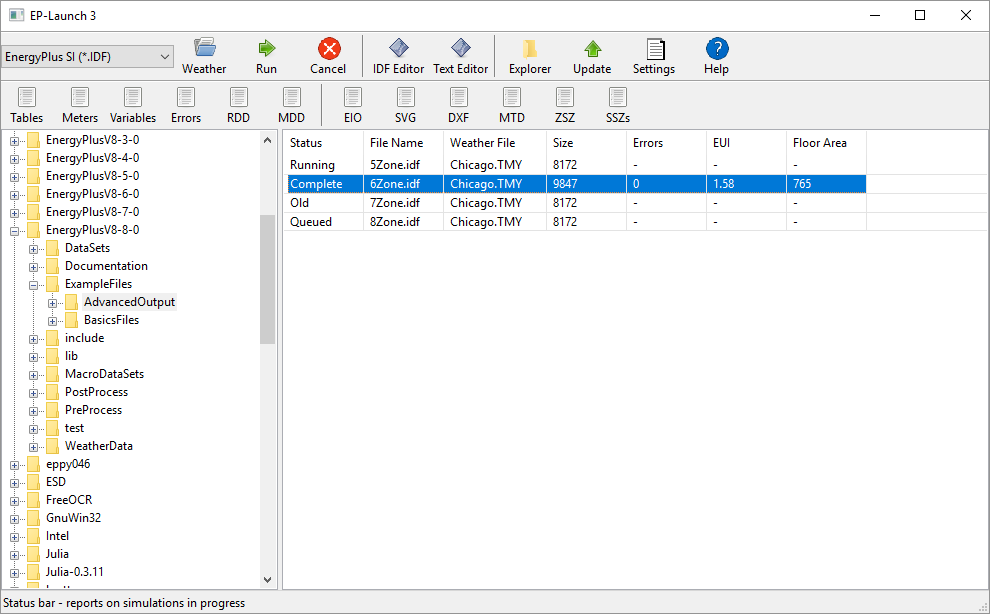 EP-Launch 3
EnergyPlus SI (*.IDF)
Weather
Run
Cancel
IDF Editor
Text Editor
Explorer
Update
Settings
Help
Tables
Meters
Variables
Errors
RDD
MDD
EIO
SVG
DXF
MTD
ZSZ
SSZs
EnergyPlusV8-3-0
EnergyPlusV8-4-0
EnergyPlusV8-5-0
EnergyPlusV8-6-0
EnergyPlusV8-7-0
EnergyPlusV8-8-0
DataSets
Documentation
ExampleFiles
AdvancedOutput
BasicsFiles
include
lib
MacroDataSets
PostProcess
PreProcess
test
WeatherData
eppy046
ESD
FreeOCR
GnuWin32
Intel
Julia
Julia-0.3.11
Status File Name Weather File Size Errors EUI Floor Area
Running 5Zone.idf Chicago.TMY 8172 - - -
Complete 6Zone.idf Chicago.TMY 9847 0 1.58 765
Old 7Zone.idf Chicago.TMY 8172 - - -
Queued 8Zone.idf Chicago.TMY 8172 - - -
Status bar - reports on simulations in progress